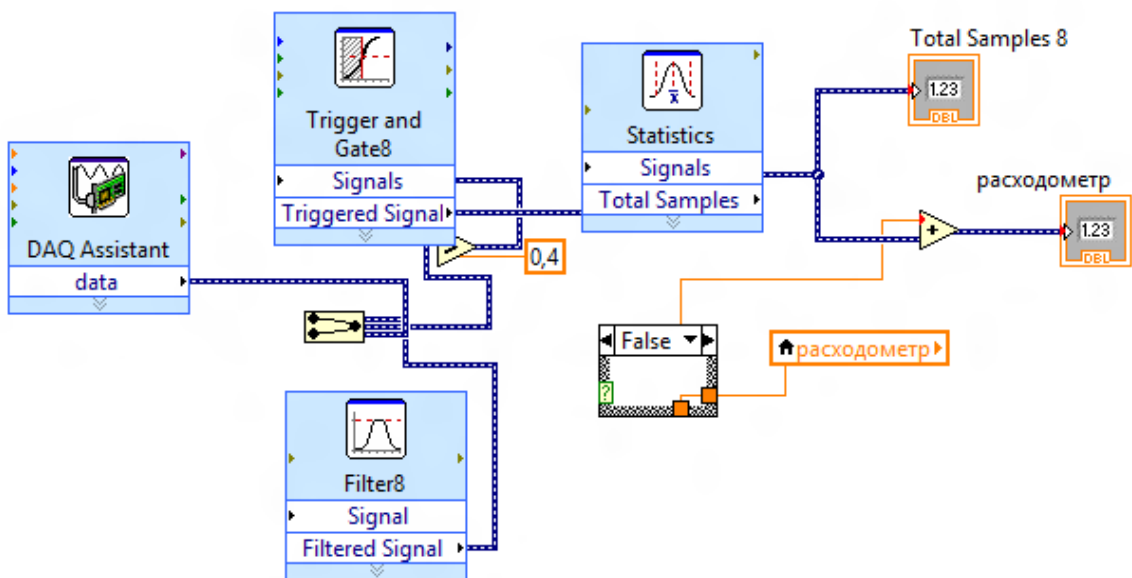 Total Samples 8
1.23
DBL
Trigger and
Gate8
Signals
Triggered Signal
Statistics
Signals
Total Samples
расходометр
1.23
DBL
DAQ Assistant
data
0,4
False
?
расходометр
Filter8
Signal
Filtered Signal